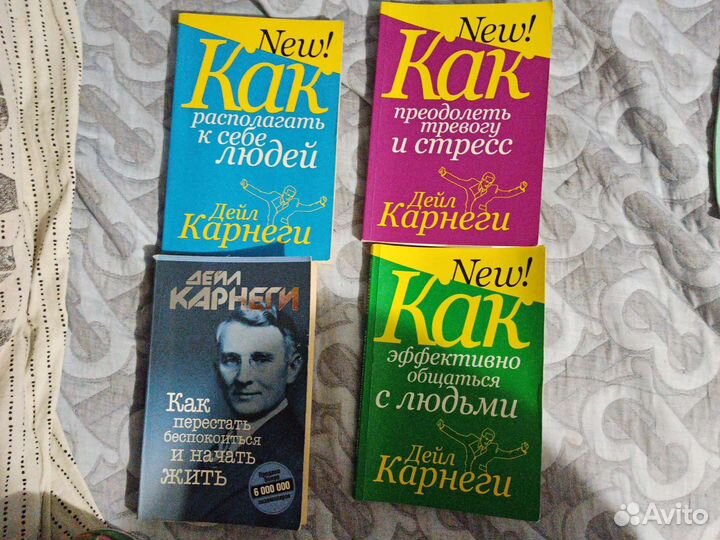 New!
Как
располагать
к себе
людей
Дейл
Карнеги
New!
Как
преодолеть
тревогу
и стресс
Дейл
Карнеги
ДЕЙЛ
КАРНЕГИ
Как
перестать
беспокоиться
и начать
жить
6 000 000
New!
Как
эффективно
общаться
с людьми
Дейл
Карнеги
Avito